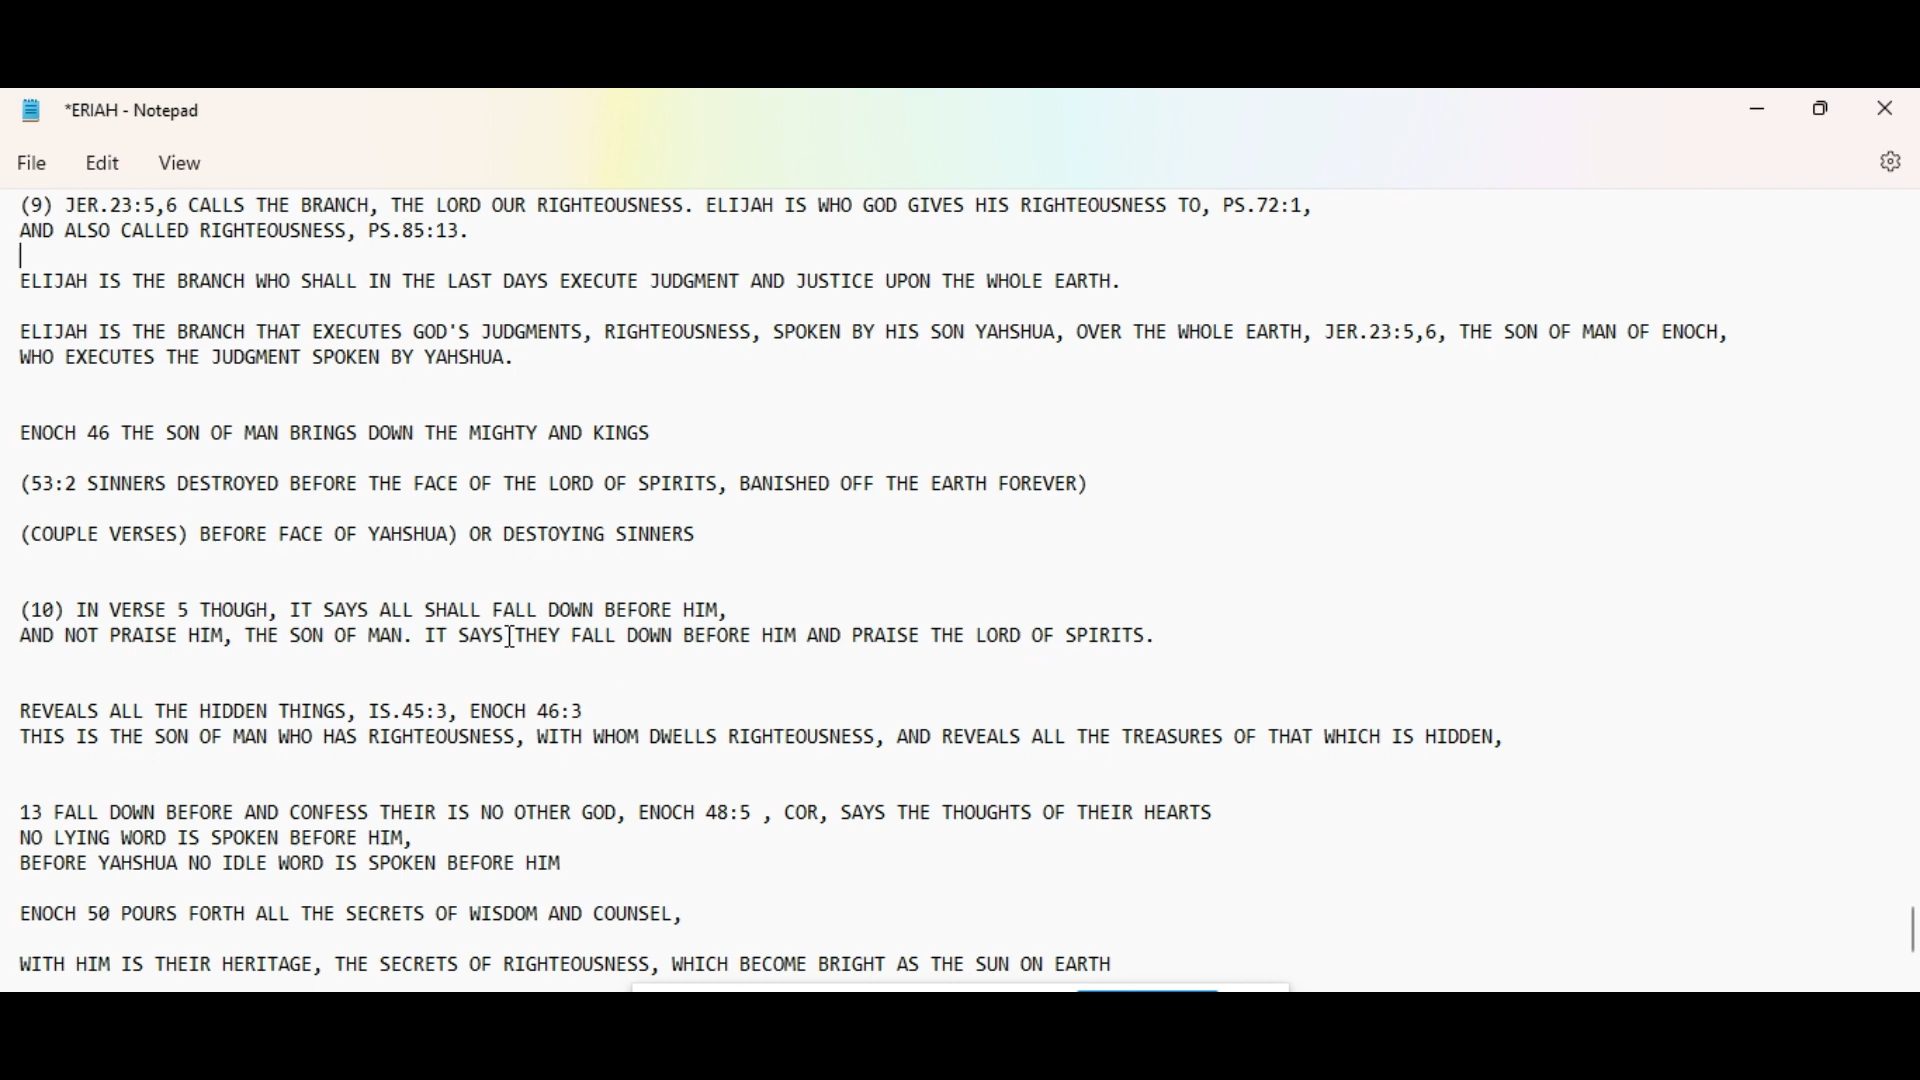 *ERIAH - Notepad
File Edit View
(9) JER.23:5,6 CALLS THE BRANCH, THE LORD OUR RIGHTEOUSNESS. ELIJAH IS WHO GOD GIVES HIS RIGHTEOUSNESS TO, PS.72:1,
AND ALSO CALLED RIGHTEOUSNESS, PS.85:13.
ELIJAH IS THE BRANCH WHO SHALL IN THE LAST DAYS EXECUTE JUDGMENT AND JUSTICE UPON THE WHOLE EARTH.
ELIJAH IS THE BRANCH THAT EXECUTES GOD'S JUDGMENTS, RIGHTEOUSNESS, SPOKEN BY HIS SON YAHSHUA, OVER THE WHOLE EARTH, JER.23:5,6, THE SON OF MAN OF ENOCH,
WHO EXECUTES THE JUDGMENT SPOKEN BY YAHSHUA.
ENOCH 46 THE SON OF MAN BRINGS DOWN THE MIGHTY AND KINGS
(53:2 SINNERS DESTROYED BEFORE THE FACE OF THE LORD OF SPIRITS, BANISHED OFF THE EARTH FOREVER)
(COUPLE VERSES) BEFORE FACE OF YAHSHUA) OR DESTOYING SINNERS
(10) IN VERSE 5 THOUGH, IT SAYS ALL SHALL FALL DOWN BEFORE HIM,
AND NOT PRAISE HIM, THE SON OF MAN. IT SAYS THEY FALL DOWN BEFORE HIM AND PRAISE THE LORD OF SPIRITS.
REVEALS ALL THE HIDDEN THINGS, IS.45:3, ENOCH 46:3
THIS IS THE SON OF MAN WHO HAS RIGHTEOUSNESS, WITH WHOM DWELLS RIGHTEOUSNESS, AND REVEALS ALL THE TREASURES OF THAT WHICH IS HIDDEN,
13 FALL DOWN BEFORE AND CONFESS THEIR IS NO OTHER GOD, ENOCH 48:5 , COR, SAYS THE THOUGHTS OF THEIR HEARTS
NO LYING WORD IS SPOKEN BEFORE HIM,
BEFORE YAHSHUA NO IDLE WORD IS SPOKEN BEFORE HIM
ENOCH 50 POURS FORTH ALL THE SECRETS OF WISDOM AND COUNSEL,
WITH HIM IS THEIR HERITAGE, THE SECRETS OF RIGHTEOUSNESS, WHICH BECOME BRIGHT AS THE SUN ON EARTH